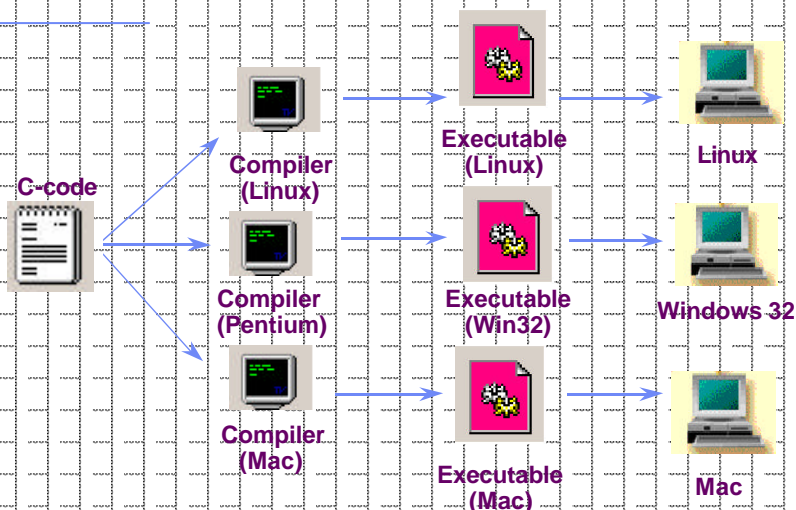 C-code
Compiler
(Linux)
Executable
(Linux)
Linux
Compiler
(Pentium)
Executable
(Win32)
Windows 32
Compiler
(Mac)
Executable
(Mac)
Mac